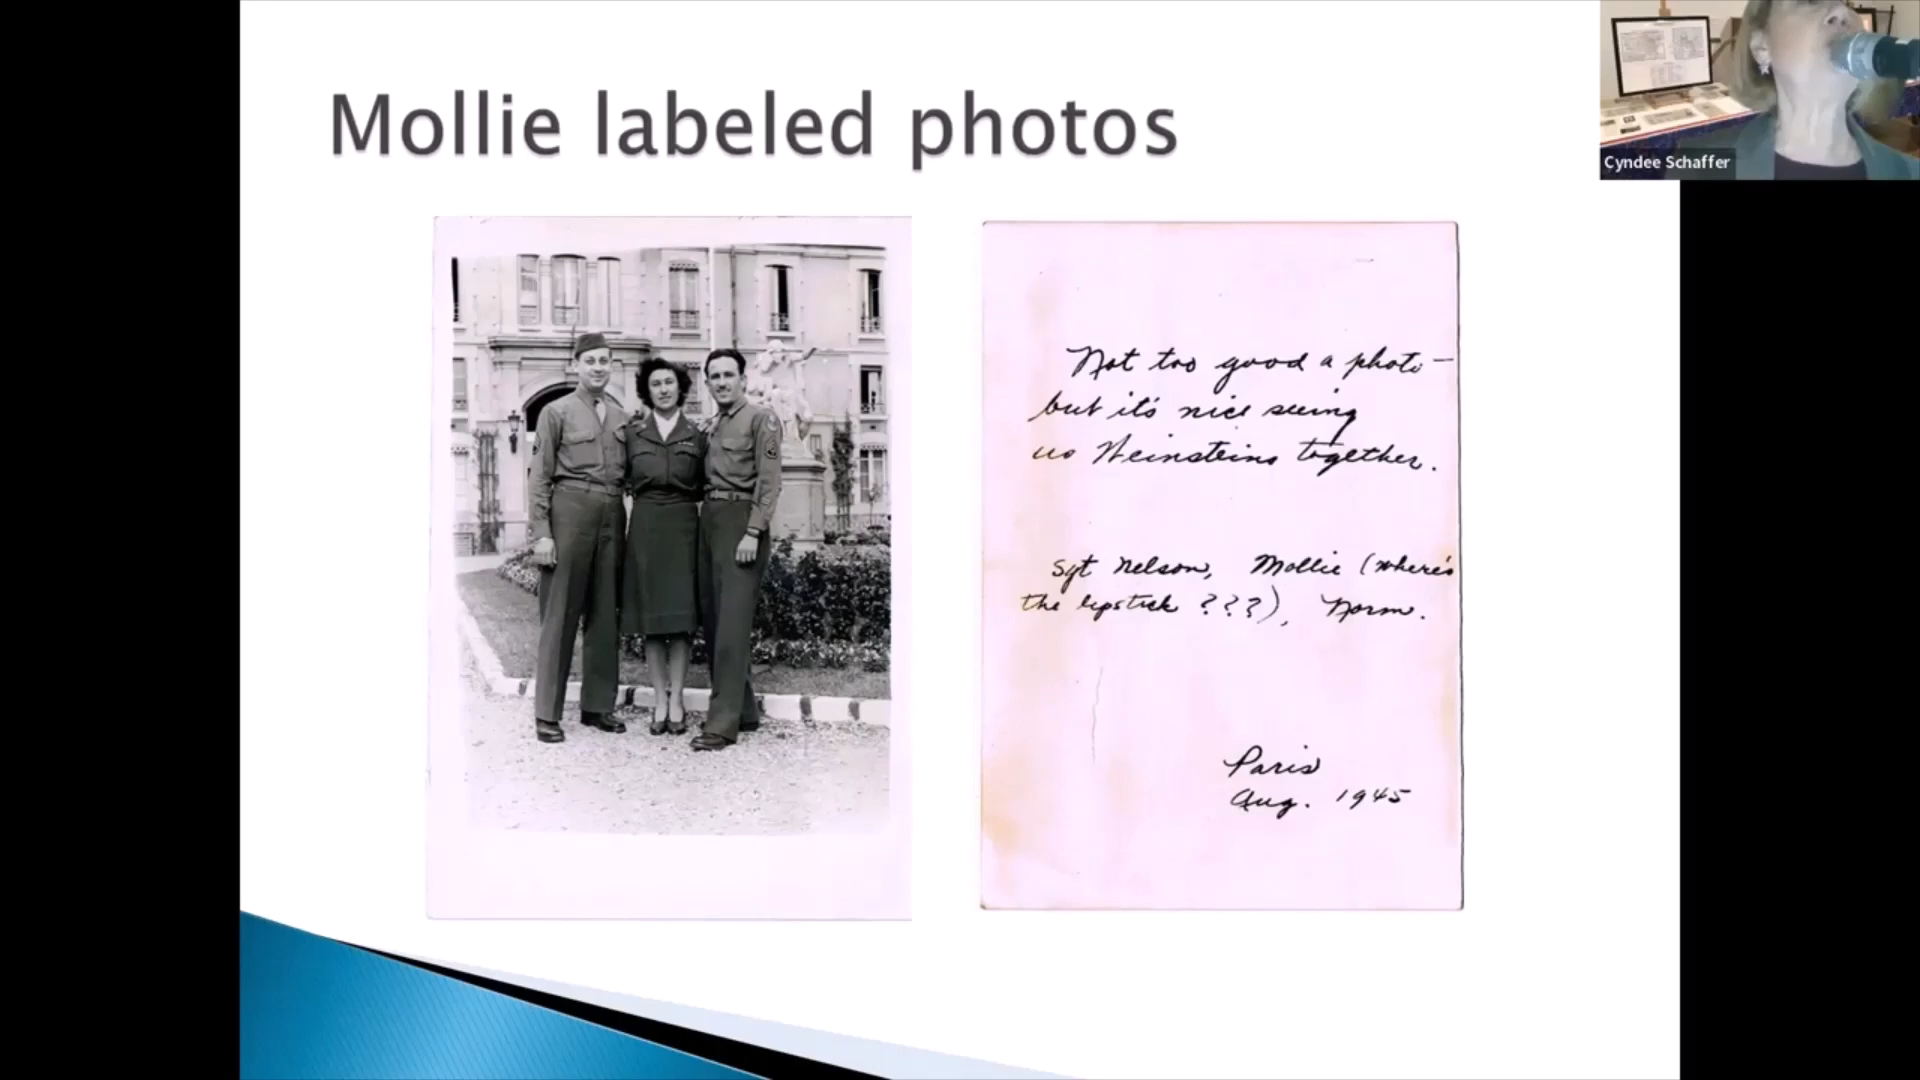 Mollie labeled photos
Cyndee Schaffer
Not too good a photo –
but it's nice seeing
us Weinsteins together.
Sgt Nelson, Mollie (where's
the lipstick ???), Norm.
Paris
Aug. 1945